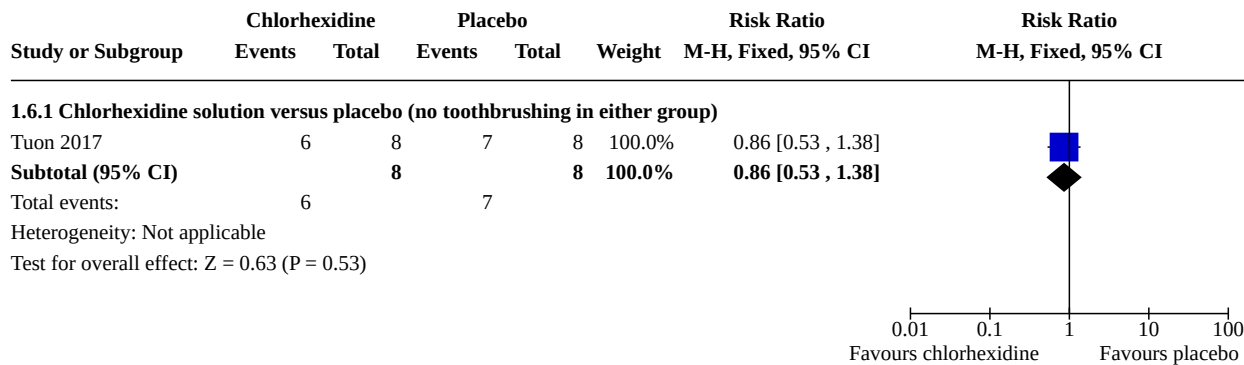 Chlorhexidine Placebo Risk Ratio Risk Ratio
Study or Subgroup Events Total Events Total Weight M-H, Fixed, 95% CI M-H, Fixed, 95% CI
1.6.1 Chlorhexidine solution versus placebo (no toothbrushing in either group)
Tuon 2017 6 8 7 8 100.0% 0.86 [0.53 , 1.38]
Subtotal (95% CI) 8 8 100.0% 0.86 [0.53 , 1.38]
Total events: 6 7
Heterogeneity: Not applicable
Test for overall effect: Z = 0.63 (P = 0.53)
0.01 0.1 1 10 100
Favours chlorhexidine Favours placebo